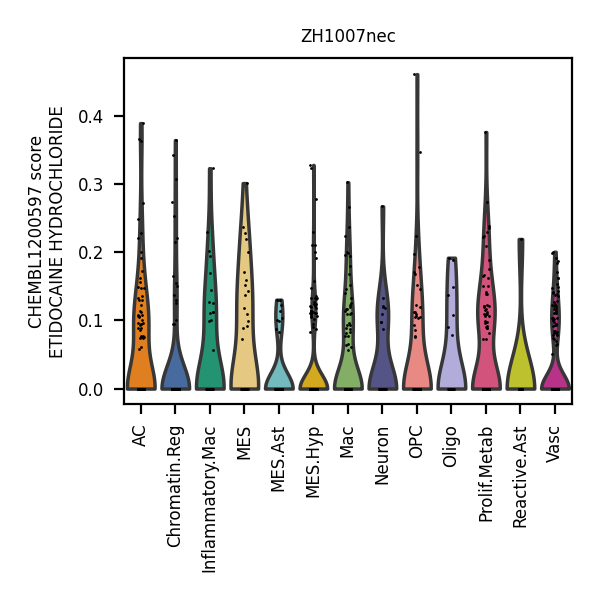 ZH1007nec
CHEMBL1200597 score
ETIDOCAINE HYDROCHLORIDE
0.4
0.3
0.2
0.1
0.0
AC
Chromatin.Reg
Inflammatory.Mac
MES
MES.Ast
MES.Hyp
Mac
Neuron
OPC
Oligo
Prolif.Metab
Reactive.Ast
Vasc